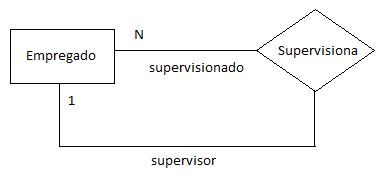 N
Empregado
Supervisiona
supervisionado
1
supervisor